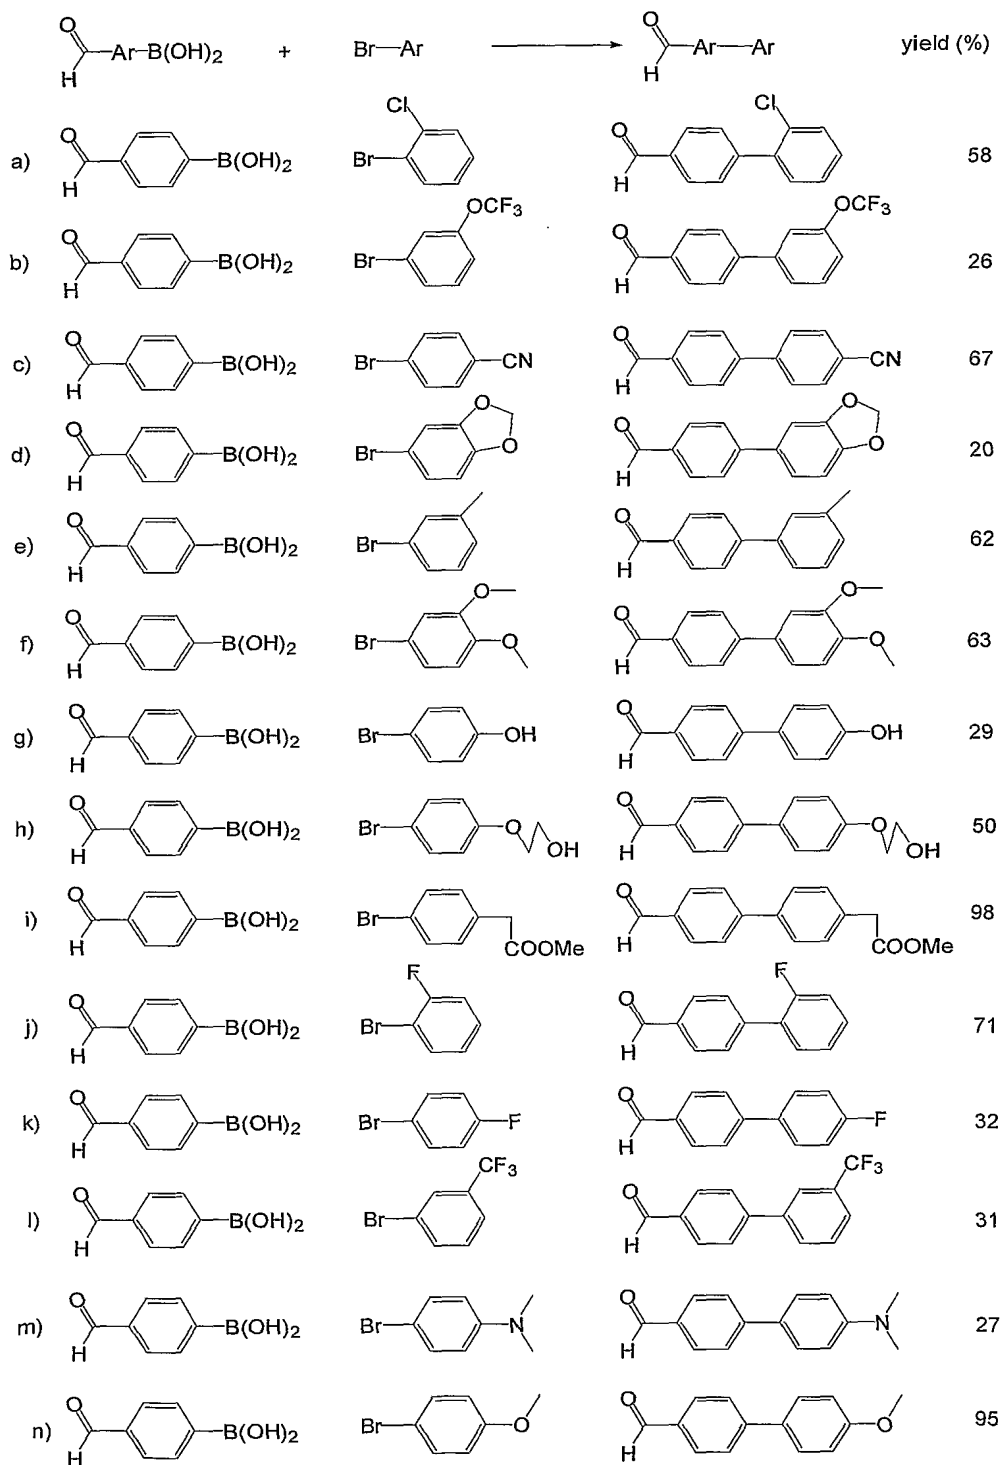 O O
Ar–B(OH)₂ + Br–Ar Ar–Ar yield (%)
H H
Cl Cl
O O
a) B(OH)₂ Br 58
H H
OCF₃ OCF₃
O O
b) B(OH)₂ Br 26
H H
O O
c) B(OH)₂ Br CN CN 67
H H
O O
O O
d) B(OH)₂ Br O O 20
H H
O O
e) B(OH)₂ Br 62
H H
O O
O O
f) B(OH)₂ Br O O 63
H H
O O
g) B(OH)₂ Br OH OH 29
H H
O O
h) B(OH)₂ Br O O 50
H OH H OH
O O
i) B(OH)₂ Br 98
H COOMe H COOMe
F F
O O
j) B(OH)₂ Br 71
H H
O O
k) B(OH)₂ Br F F 32
H H
CF₃ CF₃
O O
l) B(OH)₂ Br 31
H H
O O
m) B(OH)₂ Br N N 27
H H
O O
n) B(OH)₂ Br O O 95
H H